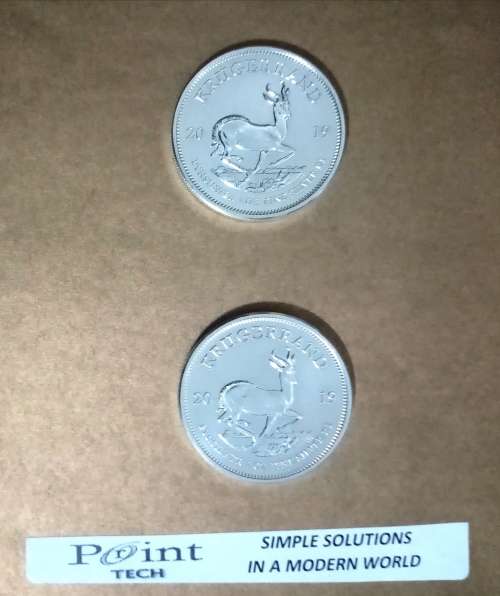 KRUGERRAND
20 19
KRUGERRAND
20 19
Point
TECH
SIMPLE SOLUTIONS
IN A MODERN WORLD